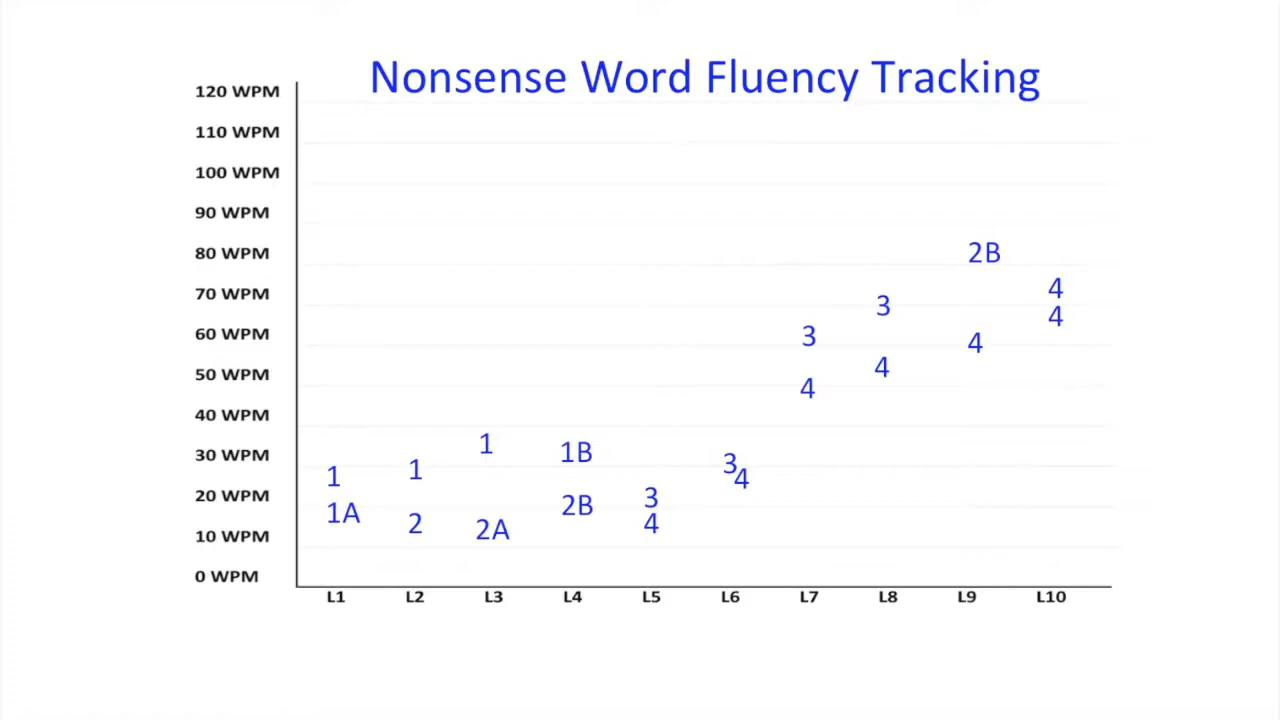 Nonsense Word Fluency Tracking
120 WPM
110 WPM
100 WPM
90 WPM
80 WPM
2B
70 WPM
4
3
4
60 WPM
3
4
50 WPM
4
4
40 WPM
1
30 WPM
1B
3
1
1
4
20 WPM
3
2B
1A
4
2
10 WPM
2A
0 WPM
L1 L2 L3 L4 L5 L6 L7 L8 L9 L10